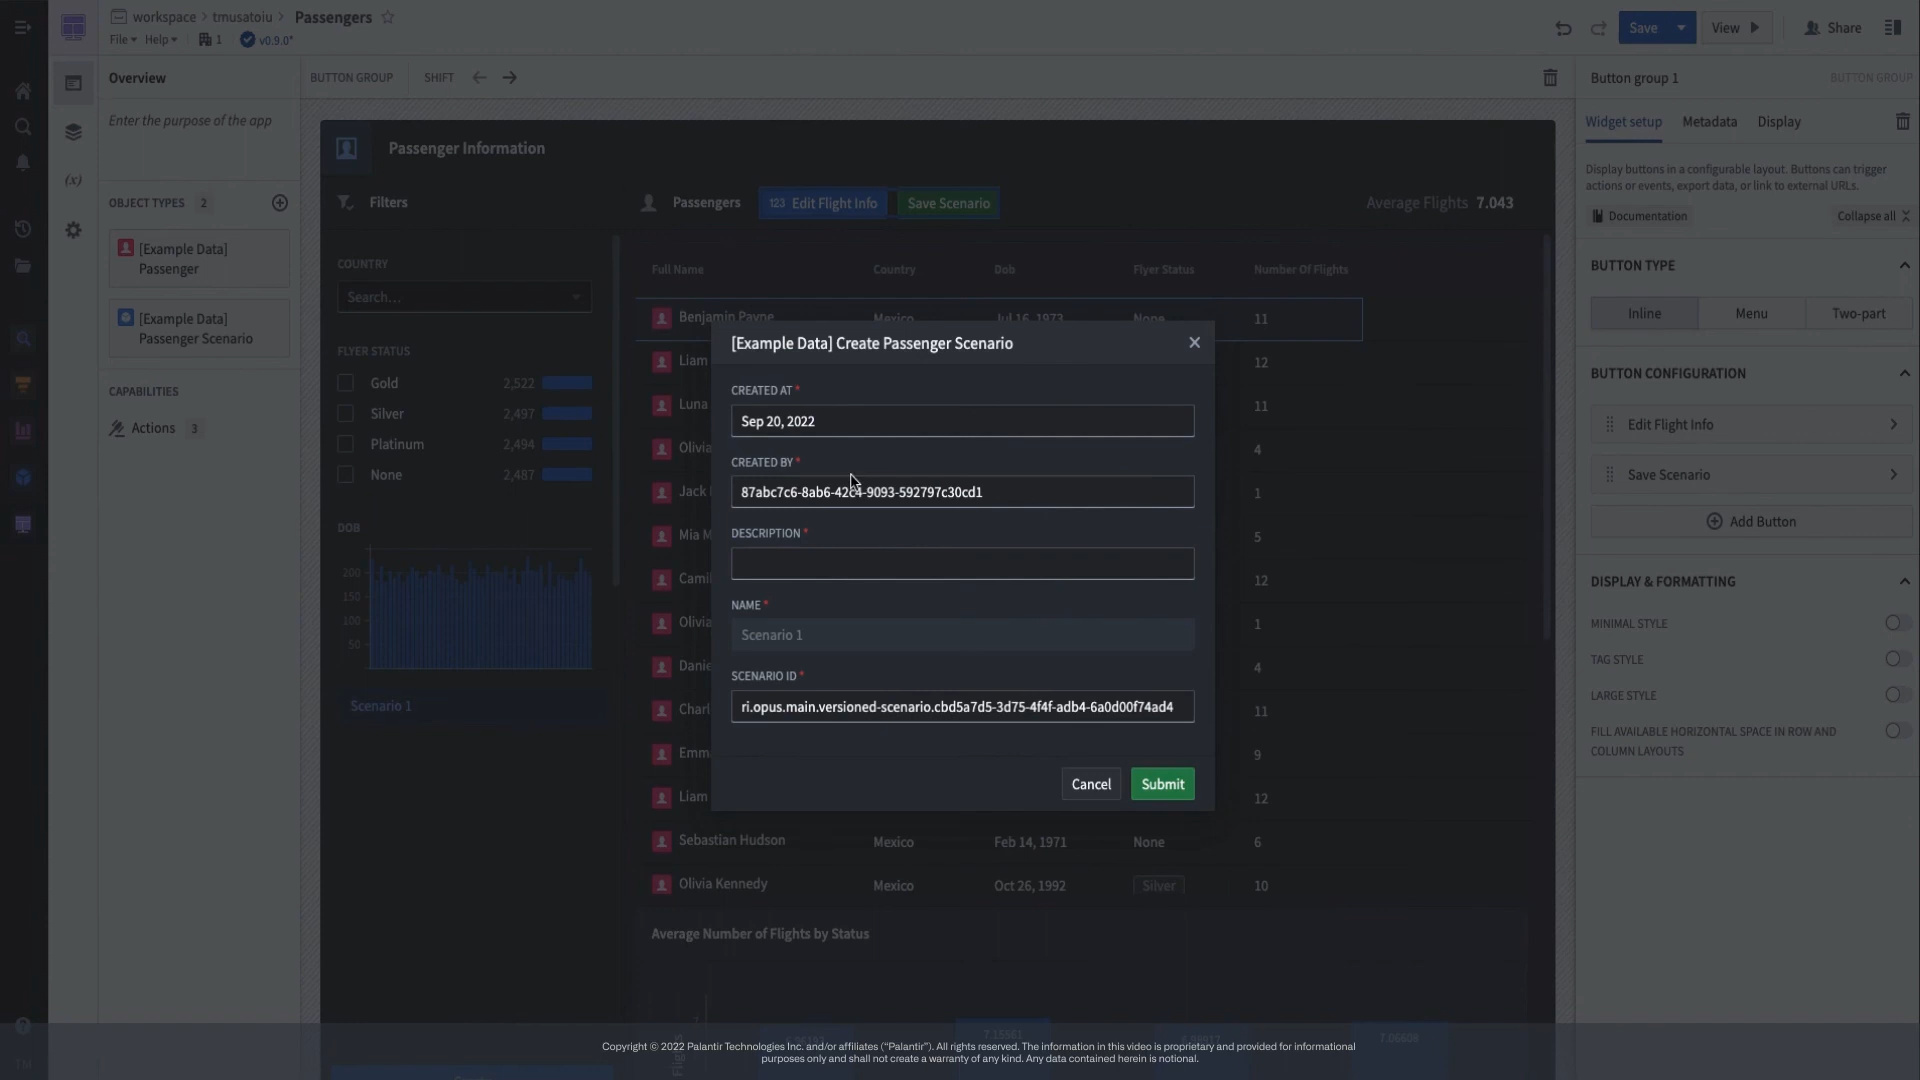 workspace > tmusatoiu > Passengers
File Help 1 v0.9.0*
Save View Share
Overview
Enter the purpose of the app
OBJECT TYPES 2
[Example Data]
Passenger
[Example Data]
Passenger Scenario
CAPABILITIES
Actions 3
BUTTON GROUP SHIFT
Passenger Information
Filters
Passengers 123 Edit Flight Info Save Scenario Average Flights 7.043
COUNTRY
Search...
FLYER STATUS
Gold 2,522
Silver 2,497
Platinum 2,494
None 2,487
DOB
200
150
100
50
Scenario 1
Full Name Country Dob Flyer Status Number Of Flights
Benjamin Payne Mexico Jul 16, 1973 None 11
Liam 12
Luna 11
Olivia 4
Jack 1
Mia M 5
Camil 12
Olivia 1
Danie 4
Charl 11
Emm 9
Liam 12
Sebastian Hudson Mexico Feb 14, 1971 None 6
Olivia Kennedy Mexico Oct 26, 1992 Silver 10
Average Number of Flights by Status
7.15661
7.06608
[Example Data] Create Passenger Scenario
CREATED AT *
Sep 20, 2022
CREATED BY *
87abc7c6-8ab6-42c4-9093-592797c30cd1
DESCRIPTION *
NAME *
Scenario 1
SCENARIO ID *
ri.opus.main.versioned-scenario.cbd5a7d5-3d75-4f4f-adb4-6a0d00f74ad4
Cancel Submit
Button group 1 BUTTON GROUP
Widget setup Metadata Display
Display buttons in a configurable layout. Buttons can trigger
actions or events, export data, or link to external URLs.
Documentation Collapse all
BUTTON TYPE
Inline Menu Two-part
BUTTON CONFIGURATION
Edit Flight Info
Save Scenario
Add Button
DISPLAY & FORMATTING
MINIMAL STYLE
TAG STYLE
LARGE STYLE
FILL AVAILABLE HORIZONTAL SPACE IN ROW AND
COLUMN LAYOUTS
Copyright © 2022 Palantir Technologies Inc. and/or affiliates (“Palantir”). All rights reserved. The information in this video is proprietary and provided for informational
purposes only and shall not create a warranty of any kind. Any data contained herein is notional.